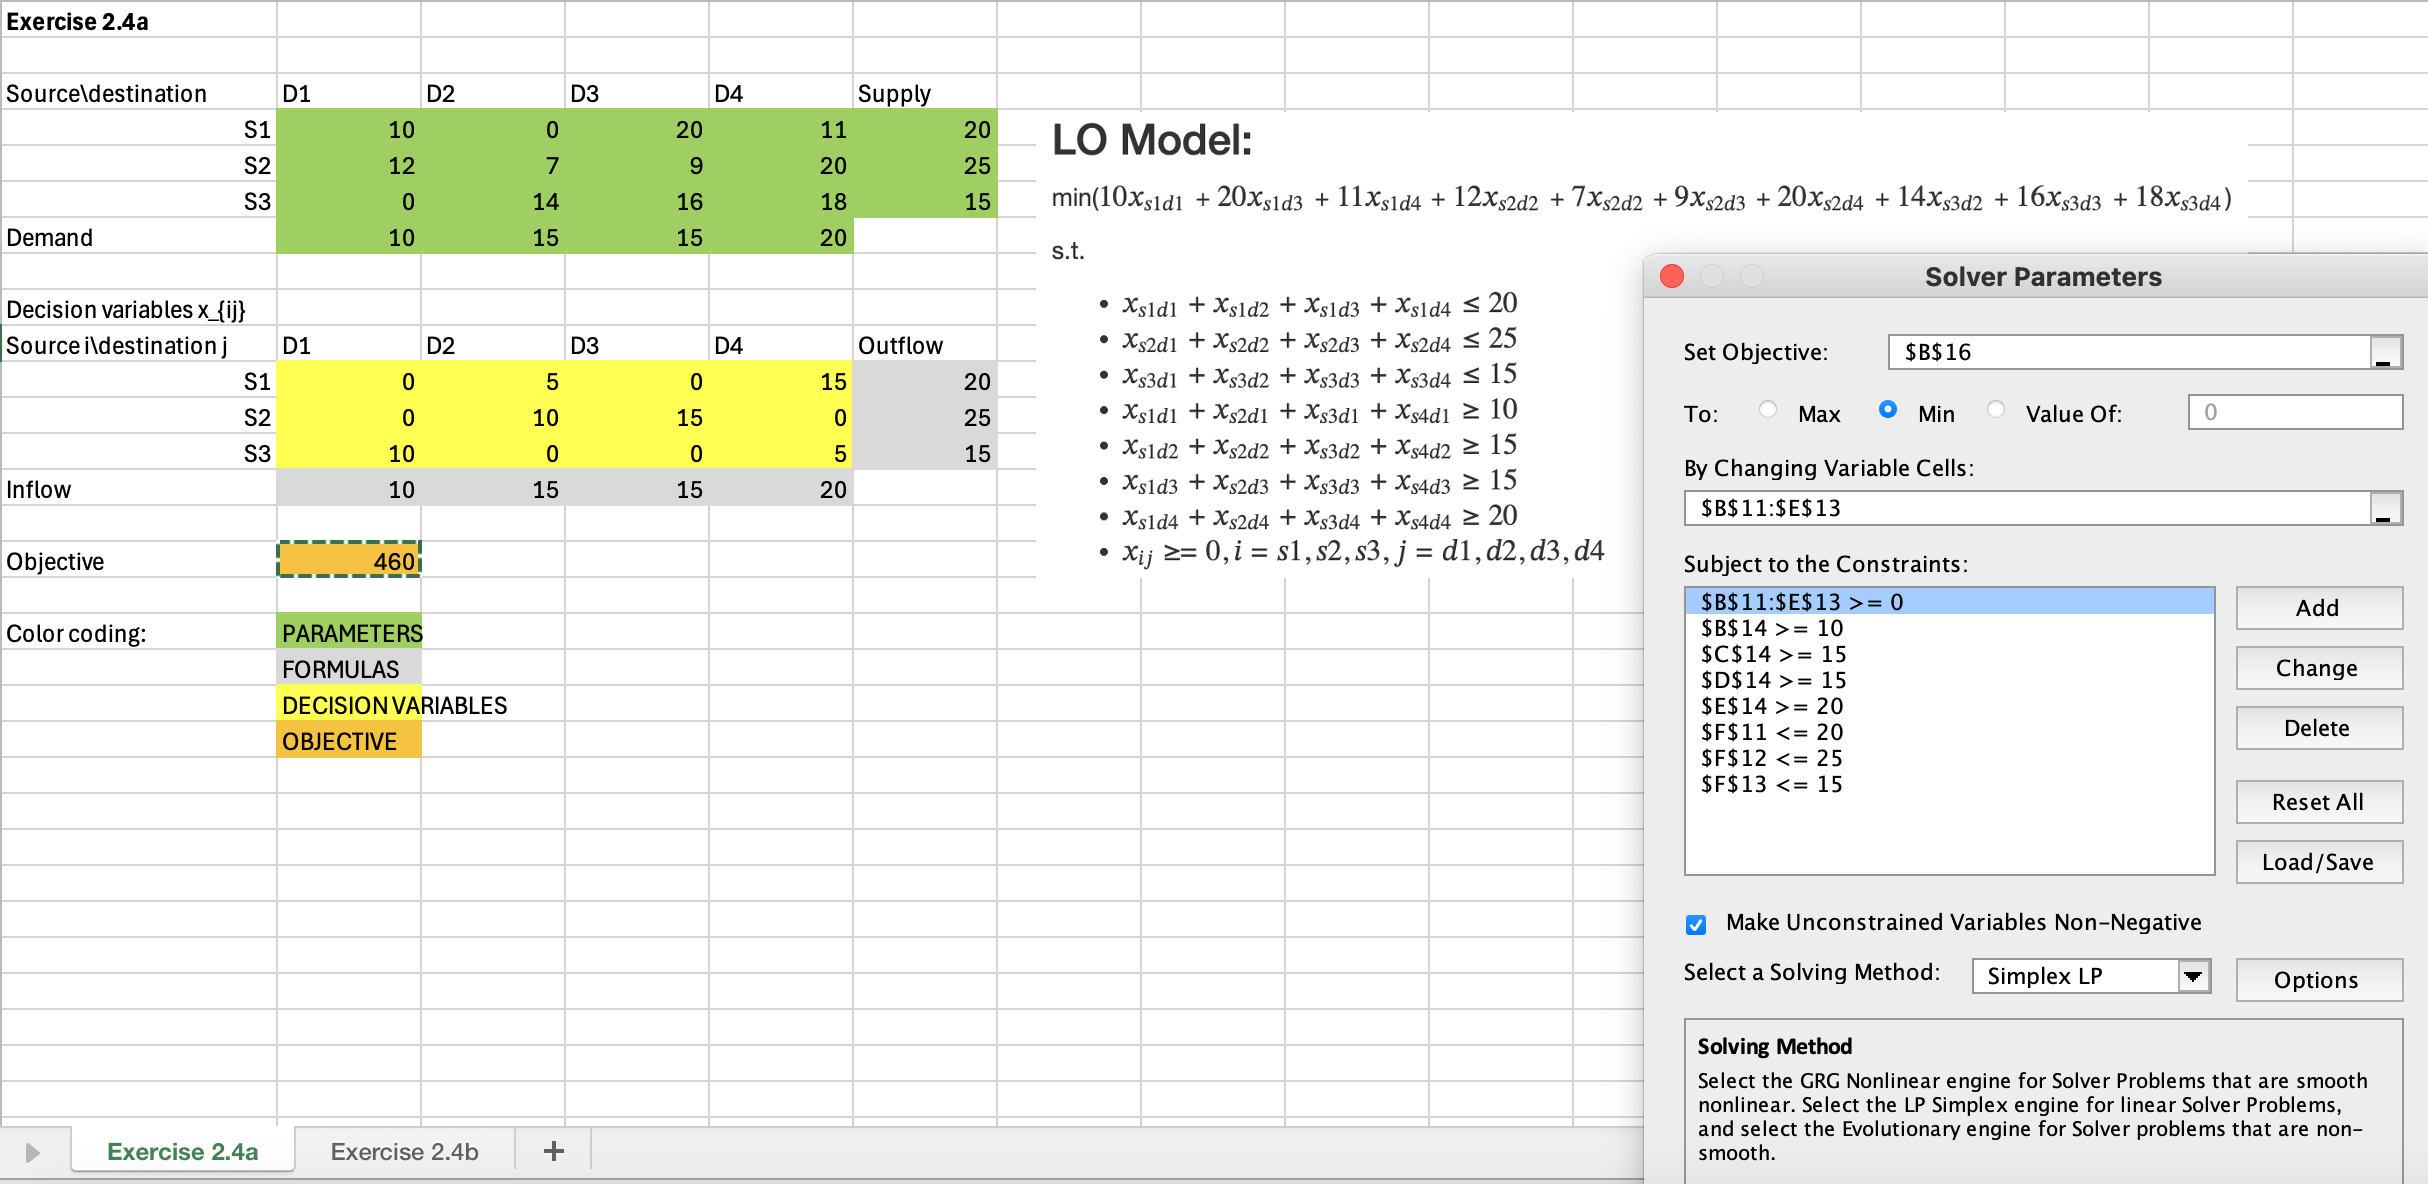 Exercise 2.4a
Source\destination D1 D2 D3 D4 Supply
S1 10 0 20 11 20
S2 12 7 9 20 25
S3 0 14 16 18 15
Demand 10 15 15 20
Decision variables x_{ij}
Source i\destination j D1 D2 D3 D4 Outflow
S1 0 5 0 15 20
S2 0 10 15 0 25
S3 10 0 0 5 15
Inflow 10 15 15 20
Objective 460
Color coding: PARAMETERS
FORMULAS
DECISION VARIABLES
OBJECTIVE
LO Model:
min(10x_{s1d1} + 20x_{s1d3} + 11x_{s1d4} + 12x_{s2d2} + 7x_{s2d2} + 9x_{s2d3} + 20x_{s2d4} + 14x_{s3d2} + 16x_{s3d3} + 18x_{s3d4})
s.t.
• x_{s1d1} + x_{s1d2} + x_{s1d3} + x_{s1d4} ≤ 20
• x_{s2d1} + x_{s2d2} + x_{s2d3} + x_{s2d4} ≤ 25
• x_{s3d1} + x_{s3d2} + x_{s3d3} + x_{s3d4} ≤ 15
• x_{s1d1} + x_{s2d1} + x_{s3d1} + x_{s4d1} ≥ 10
• x_{s1d2} + x_{s2d2} + x_{s3d2} + x_{s4d2} ≥ 15
• x_{s1d3} + x_{s2d3} + x_{s3d3} + x_{s4d3} ≥ 15
• x_{s1d4} + x_{s2d4} + x_{s3d4} + x_{s4d4} ≥ 20
• x_{ij} ≥= 0, i = s1, s2, s3, j = d1, d2, d3, d4
Solver Parameters
Set Objective: $B$16
To: Max Min Value Of: 0
By Changing Variable Cells:
$B$11:$E$13
Subject to the Constraints:
$B$11:$E$13 >= 0
$B$14 >= 10
$C$14 >= 15
$D$14 >= 15
$E$14 >= 20
$F$11 <= 20
$F$12 <= 25
$F$13 <= 15
Add
Change
Delete
Reset All
Load/Save
Make Unconstrained Variables Non-Negative
Select a Solving Method: Simplex LP Options
Solving Method
Select the GRG Nonlinear engine for Solver Problems that are smooth
nonlinear. Select the LP Simplex engine for linear Solver Problems,
and select the Evolutionary engine for Solver problems that are non-
smooth.
Exercise 2.4a Exercise 2.4b +